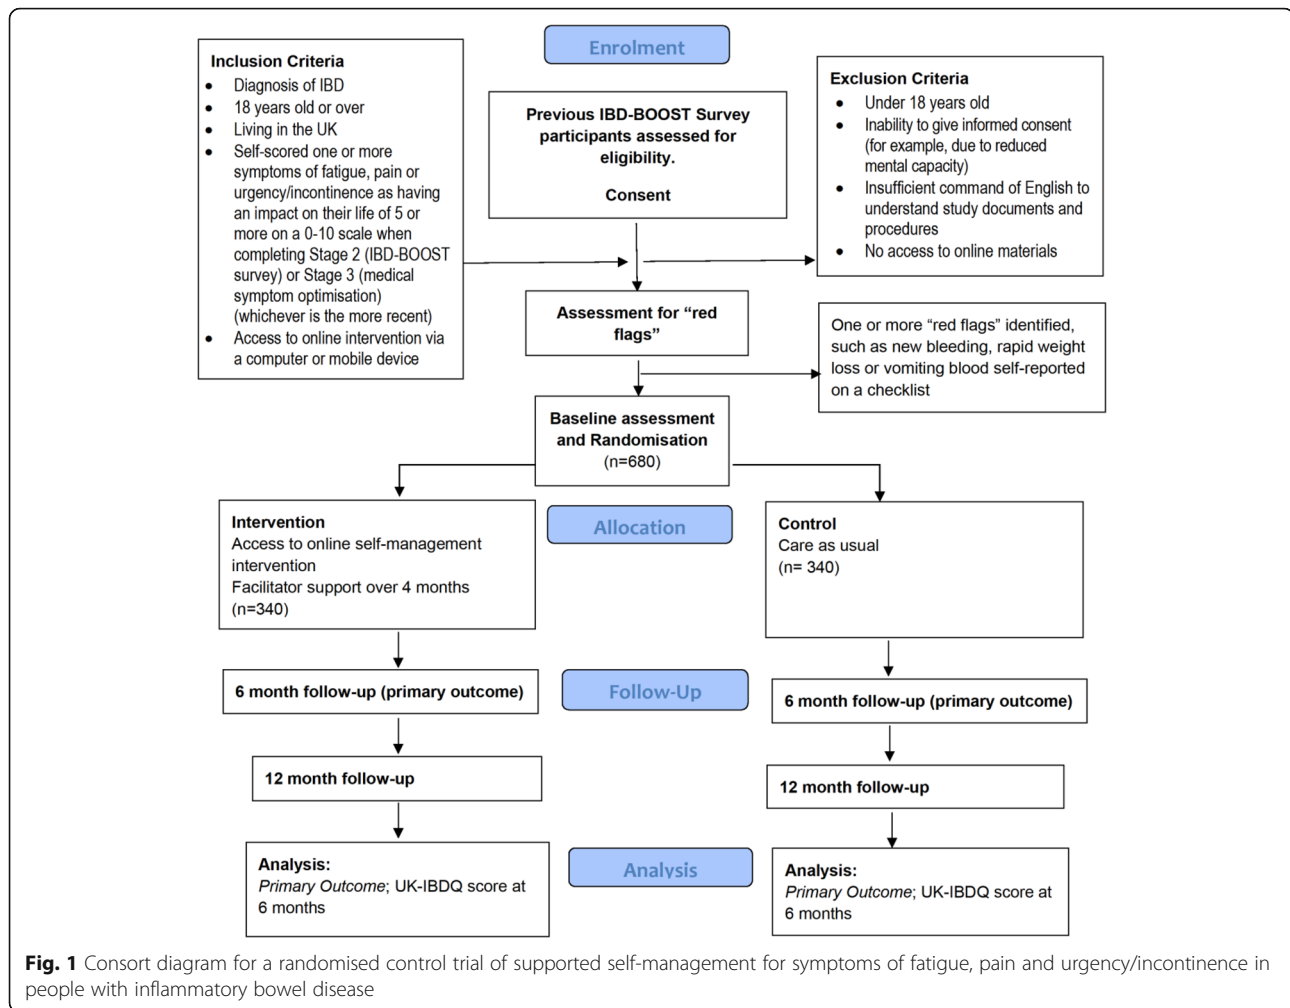 Enrolment
Inclusion Criteria
● Diagnosis of IBD
● 18 years old or over
● Living in the UK
● Self-scored one or more
symptoms of fatigue, pain or
urgency/incontinence as having
an impact on their life of 5 or
more on a 0-10 scale when
completing Stage 2 (IBD-BOOST
survey) or Stage 3 (medical
symptom optimisation)
(whichever is the more recent)
● Access to online intervention via
a computer or mobile device
Previous IBD-BOOST Survey
participants assessed for
eligibility.
Consent
Exclusion Criteria
● Under 18 years old
● Inability to give informed consent
(for example, due to reduced
mental capacity)
● Insufficient command of English to
understand study documents and
procedures
● No access to online materials
Assessment for “red
flags”
One or more “red flags” identified,
such as new bleeding, rapid weight
loss or vomiting blood self-reported
on a checklist
Baseline assessment
and Randomisation
(n=680)
Allocation
Intervention
Access to online self-management
intervention
Facilitator support over 4 months
(n=340)
Control
Care as usual
(n= 340)
Follow-Up
6 month follow-up (primary outcome)
6 month follow-up (primary outcome)
12 month follow-up
12 month follow-up
Analysis
Analysis:
Primary Outcome; UK-IBDQ score at
6 months
Analysis:
Primary Outcome; UK-IBDQ score at
6 months
Fig. 1 Consort diagram for a randomised control trial of supported self-management for symptoms of fatigue, pain and urgency/incontinence in
people with inflammatory bowel disease